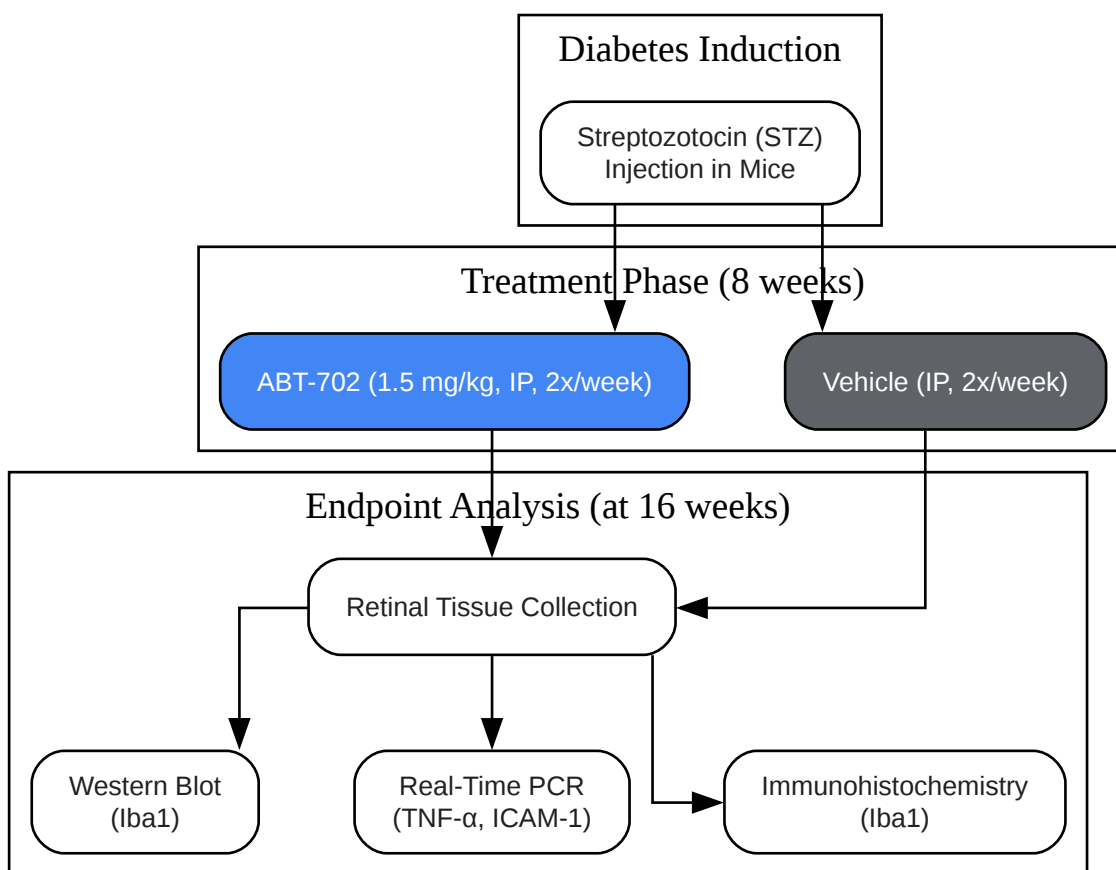 Diabetes Induction
Streptozotocin (STZ)
Injection in Mice
Treatment Phase (8 weeks)
ABT-702 (1.5 mg/kg, IP, 2x/week)
Vehicle (IP, 2x/week)
Endpoint Analysis (at 16 weeks)
Retinal Tissue Collection
Western Blot
(Iba1)
Real-Time PCR
(TNF-α, ICAM-1)
Immunohistochemistry
(Iba1)